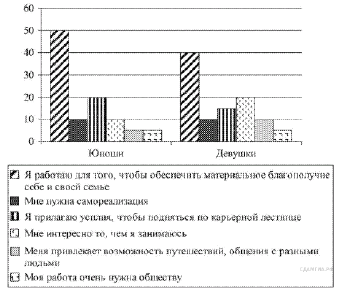 60
50
40
30
20
10
0
Юноши Девушки
Я работаю для того, чтобы обеспечить материальное благополучие
себе и своей семье
Мне нужна самореализация
Я прилагаю усилия, чтобы подняться по карьерной лестнице
Мне интересно то, чем я занимаюсь
Меня привлекает возможность путешествий, общения с разными
людьми
Моя работа очень нужна обществу